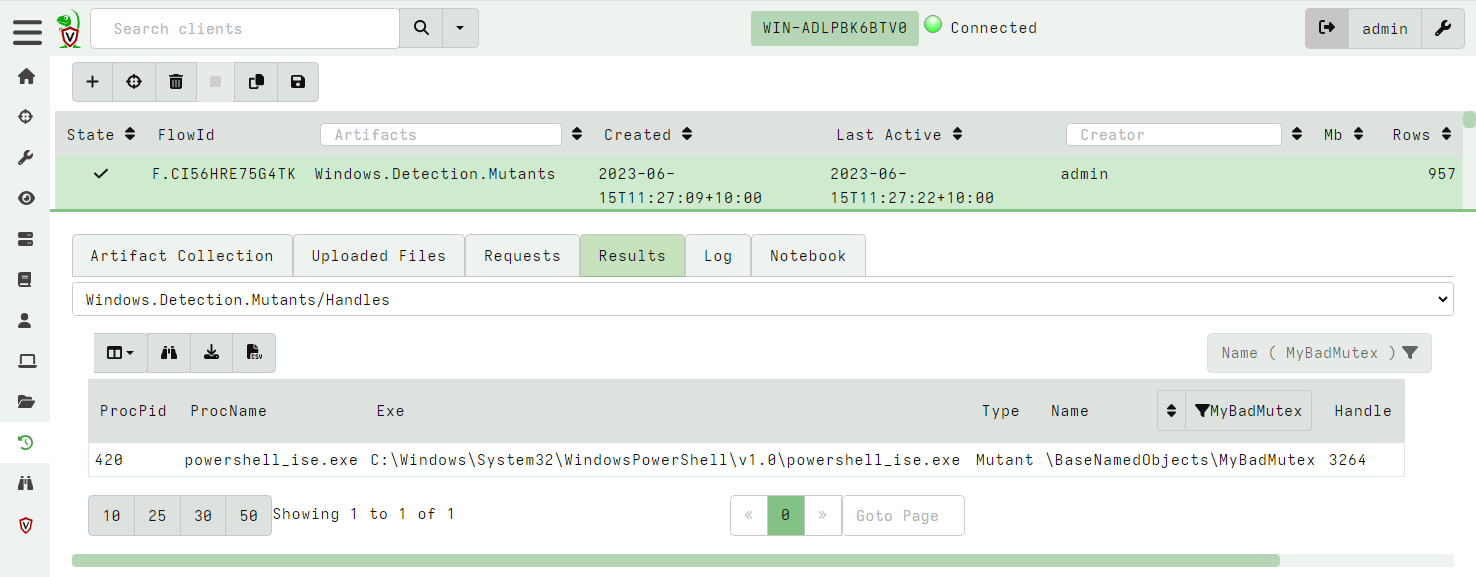 Search clients
WIN-ADLPBK6BTV0 Connected
admin
State FlowId Artifacts Created Last Active Creator Mb Rows
F.CI56HRE75G4TK Windows.Detection.Mutants 2023-06-15T11:27:09+10:00 2023-06-15T11:27:22+10:00 admin 957
Artifact Collection Uploaded Files Requests Results Log Notebook
Windows.Detection.Mutants/Handles
CSV
Name ( MyBadMutex )
ProcPid ProcName Exe Type Name MyBadMutex Handle
420 powershell_ise.exe C:\Windows\System32\WindowsPowerShell\v1.0\powershell_ise.exe Mutant \BaseNamedObjects\MyBadMutex 3264
10 25 30 50 Showing 1 to 1 of 1 « 0 » Goto Page